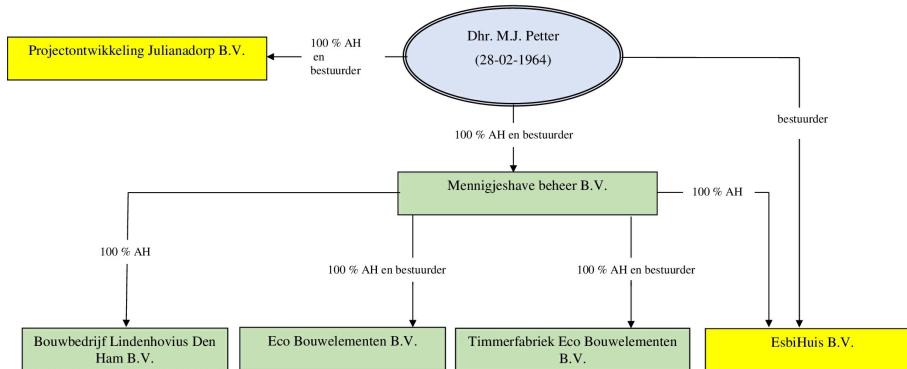 Dhr. M.J. Petter
(28-02-1964)
Projectontwikkeling Julianadorp B.V.
100 % AH
en
bestuurder
bestuurder
100 % AH en bestuurder
Mennigjeshave beheer B.V.
100 % AH
100 % AH
100 % AH en bestuurder
100 % AH en bestuurder
Bouwbedrijf Lindenhovius Den
Ham B.V.
Eco Bouwelementen B.V.
Timmerfabriek Eco Bouwelementen
B.V.
EsbiHuis B.V.